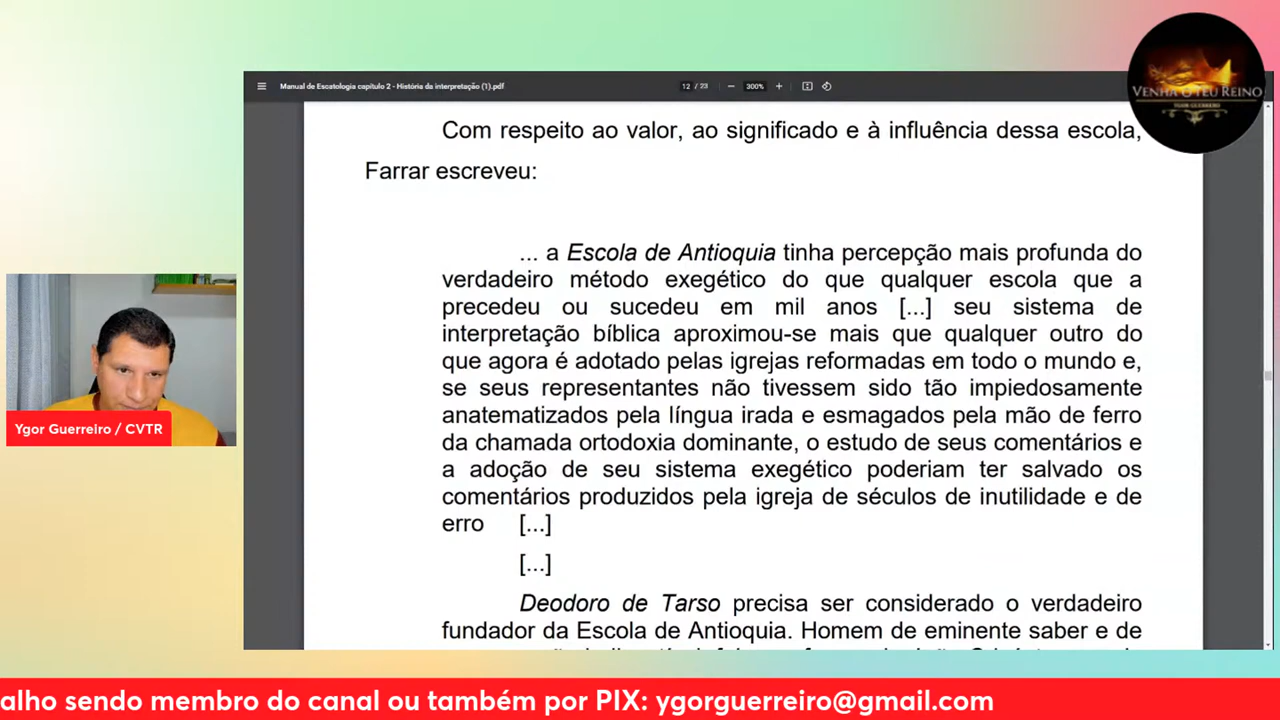 Manual de Escatologia capítulo 2 - História da interpretação (1).pdf
12 / 23
300%
VENHA O TEU REINO
YGOR GUERREIRO
Com respeito ao valor, ao significado e à influência dessa escola,
Farrar escreveu:
... a Escola de Antioquia tinha percepção mais profunda do
verdadeiro método exegético do que qualquer escola que a
precedeu ou sucedeu em mil anos [...] seu sistema de
interpretação bíblica aproximou-se mais que qualquer outro do
que agora é adotado pelas igrejas reformadas em todo o mundo e,
se seus representantes não tivessem sido tão impiedosamente
anatematizados pela língua irada e esmagados pela mão de ferro
da chamada ortodoxia dominante, o estudo de seus comentários e
a adoção de seu sistema exegético poderiam ter salvado os
comentários produzidos pela igreja de séculos de inutilidade e de
erro [...]
[...]
Deodoro de Tarso precisa ser considerado o verdadeiro
fundador da Escola de Antioquia. Homem de eminente saber e de
Ygor Guerreiro / CVTR
alho sendo membro do canal ou também por PIX: ygorguerreiro@gmail.com